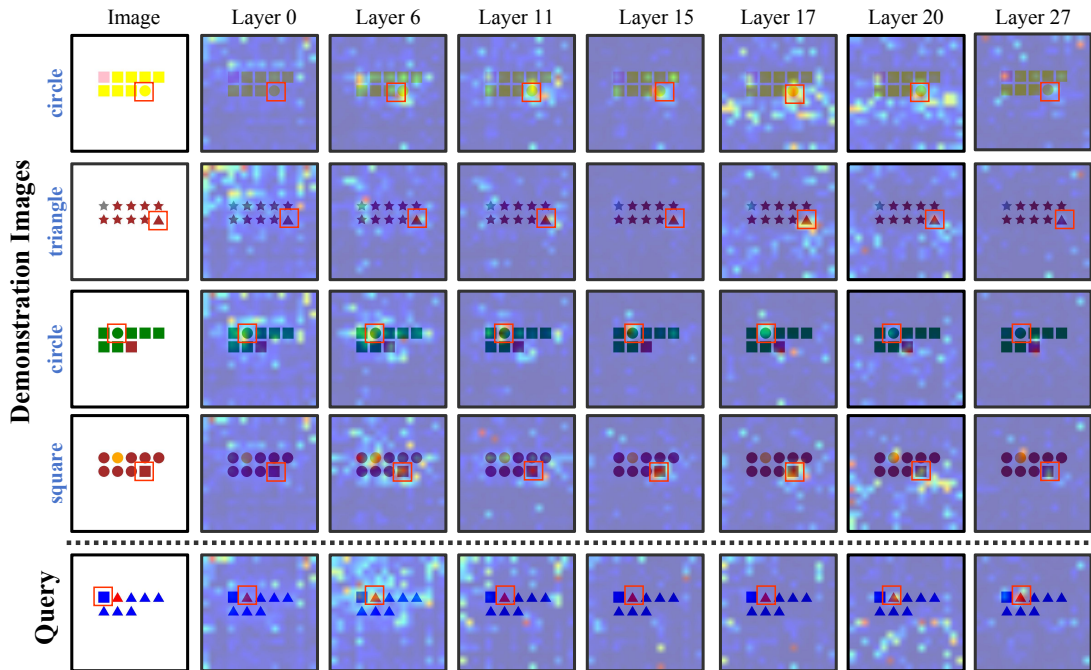 Image Layer 0 Layer 6 Layer 11 Layer 15 Layer 17 Layer 20 Layer 27
Demonstration Images
circle
triangle
circle
square
Query